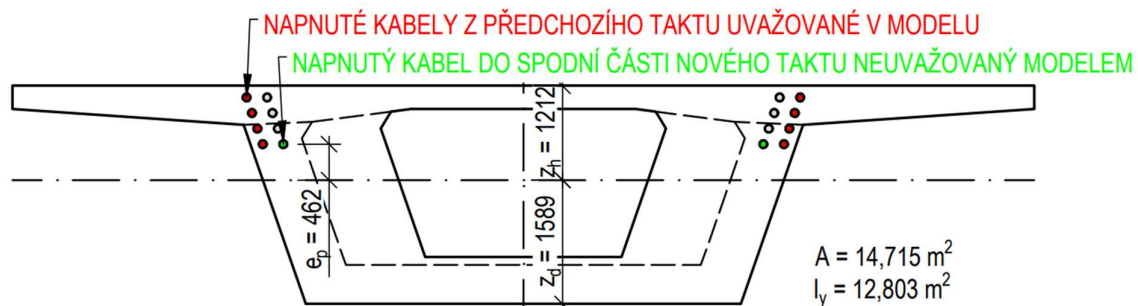 NAPNUTÉ KABELY Z PŘEDCHOZÍHO TAKTU UVAŽOVANÉ V MODELU
NAPNUTÝ KABEL DO SPODNÍ ČÁSTI NOVÉHO TAKTU NEUVAŽOVANÝ MODELEM
z_h = 1212
e_p = 462
z_d = 1589
A = 14,715 m²
I_y = 12,803 m²